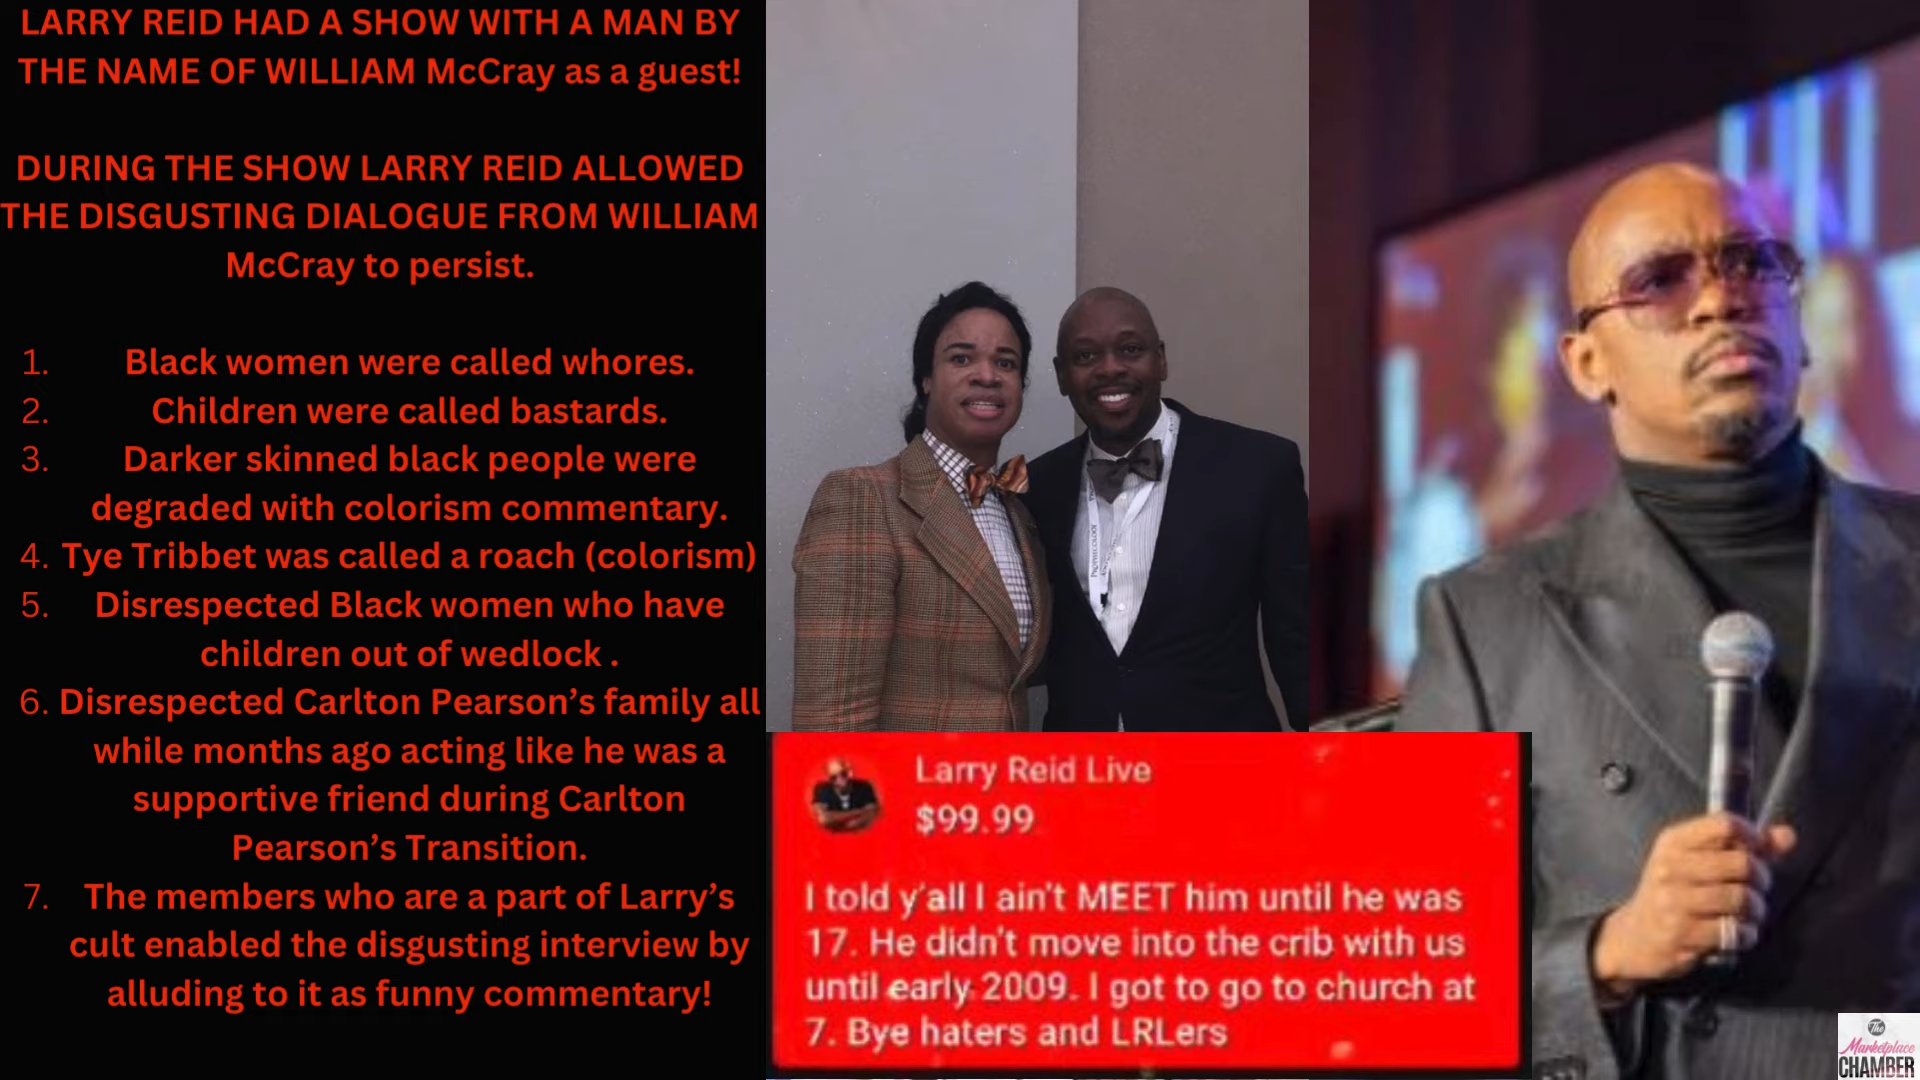 LARRY REID HAD A SHOW WITH A MAN BY
THE NAME OF WILLIAM McCray as a guest!
DURING THE SHOW LARRY REID ALLOWED
THE DISGUSTING DIALOGUE FROM WILLIAM
McCray to persist.
1. Black women were called whores.
2. Children were called bastards.
3. Darker skinned black people were
degraded with colorism commentary.
4. Tye Tribbet was called a roach (colorism)
5. Disrespected Black women who have
children out of wedlock .
6. Disrespected Carlton Pearson’s family all
while months ago acting like he was a
supportive friend during Carlton
Pearson’s Transition.
7. The members who are a part of Larry’s
cult enabled the disgusting interview by
alluding to it as funny commentary!
Larry Reid Live
$99.99
I told y'all I ain't MEET him until he was
17. He didn't move into the crib with us
until early 2009. I got to go to church at
7. Bye haters and LRLers
The
Marketplace
CHAMBER